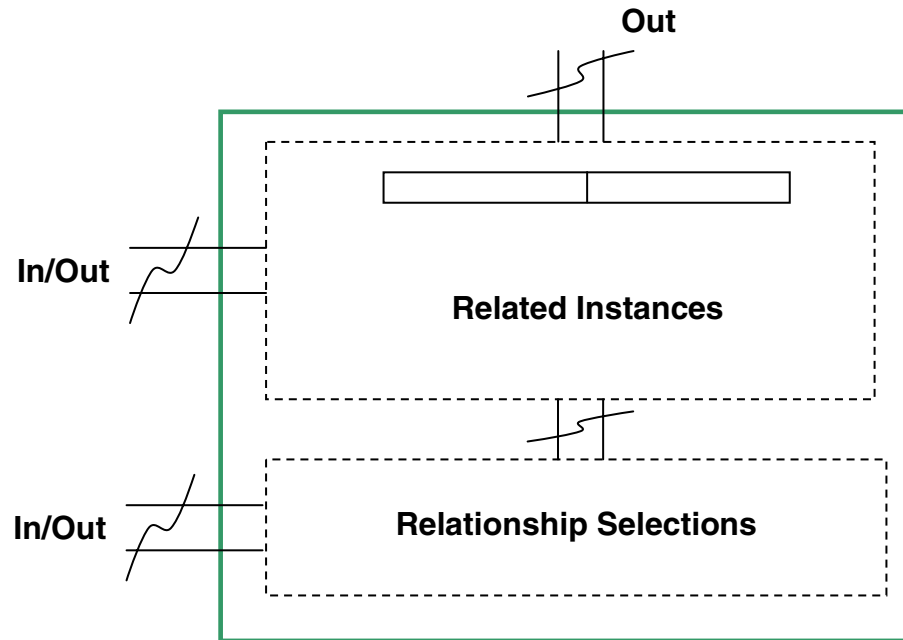 Out
In/Out
Related Instances
In/Out
Relationship Selections